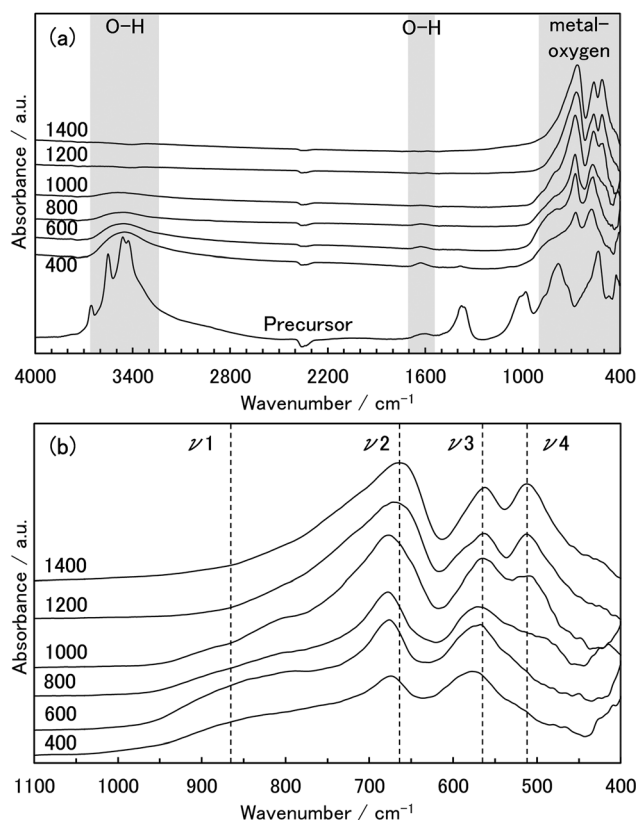 (a)
O-H
O-H
metal-
oxygen
Absorbance / a.u.
1400
1200
1000
800
600
400
Precursor
4000 3400 2800 2200 1600 1000 400
Wavenumber / cm⁻¹
(b)
ν1 ν2 ν3 ν4
Absorbance / a.u.
1400
1200
1000
800
600
400
1100 1000 900 800 700 600 500 400
Wavenumber / cm⁻¹